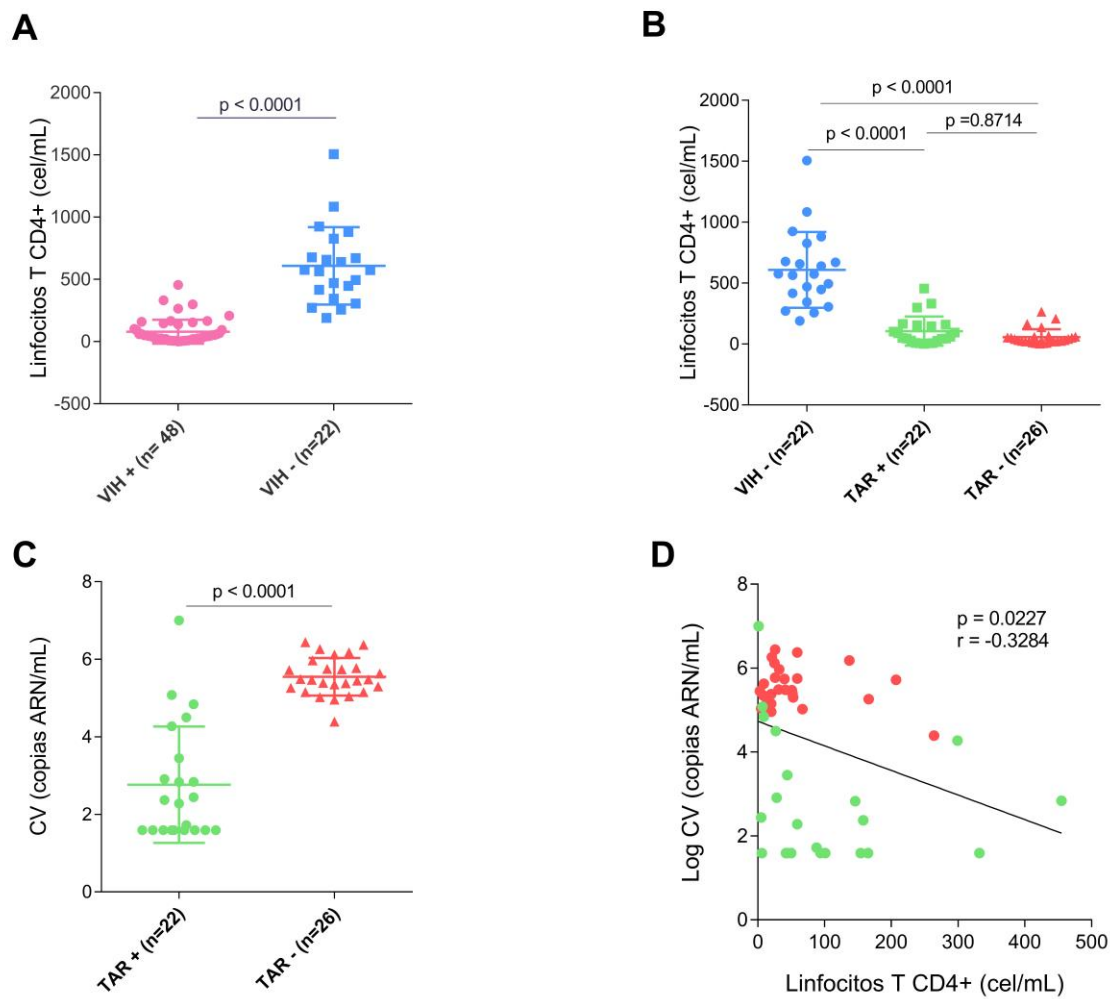 A
p < 0.0001
Linfocitos T CD4+ (cel/mL)
2000
1500
1000
500
0
-500
VIH + (n= 48)
VIH - (n=22)
B
p < 0.0001
p < 0.0001
p =0.8714
Linfocitos T CD4+ (cel/mL)
2000
1500
1000
500
0
-500
VIH - (n=22)
TAR + (n=22)
TAR - (n=26)
C
p < 0.0001
CV (copias ARN/mL)
8
6
4
2
0
TAR + (n=22)
TAR - (n=26)
D
p = 0.0227
r = -0.3284
Log CV (copias ARN/mL)
8
6
4
2
0
0 100 200 300 400 500
Linfocitos T CD4+ (cel/mL)